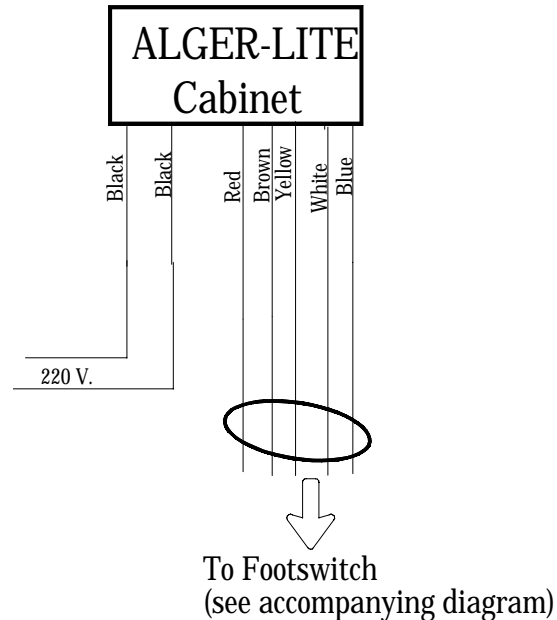 ALGER-LITE
Cabinet
Black
Black
Red
Brown
Yellow
White
Blue
220 V.
To Footswitch
(see accompanying diagram)